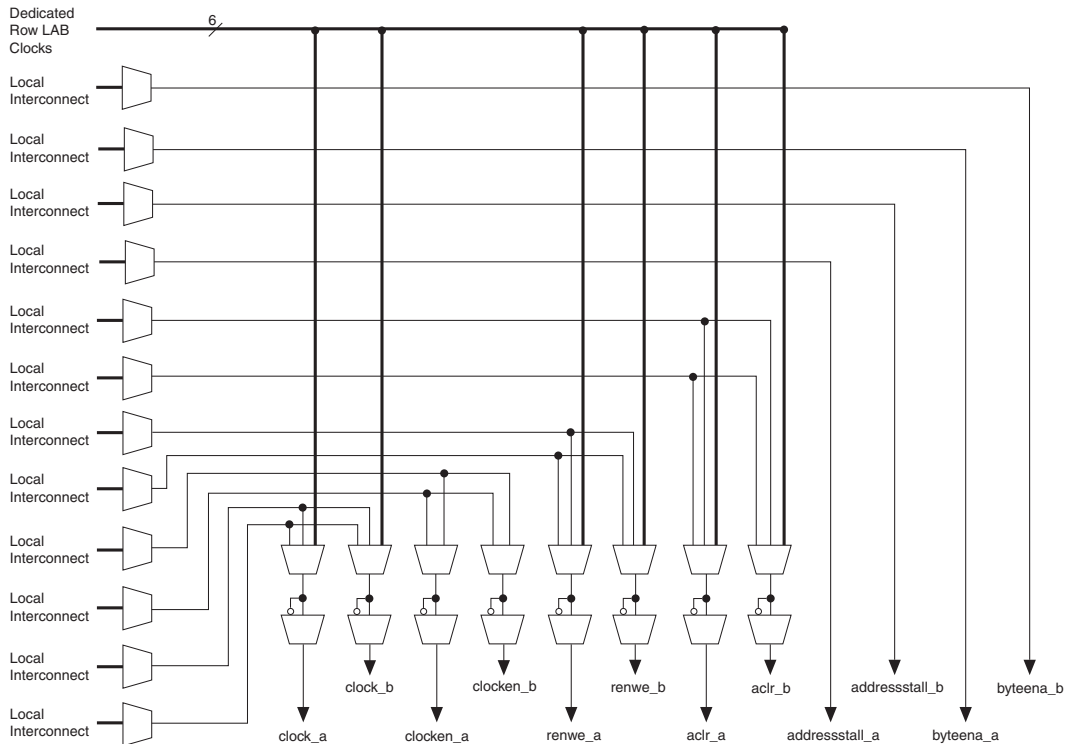 Dedicated
Row LAB
Clocks
6
Local
Interconnect
Local
Interconnect
Local
Interconnect
Local
Interconnect
Local
Interconnect
Local
Interconnect
Local
Interconnect
Local
Interconnect
Local
Interconnect
Local
Interconnect
Local
Interconnect
Local
Interconnect
clock_b
clocken_b
renwe_b
aclr_b
addressstall_b
byteena_b
clock_a
clocken_a
renwe_a
aclr_a
addressstall_a
byteena_a